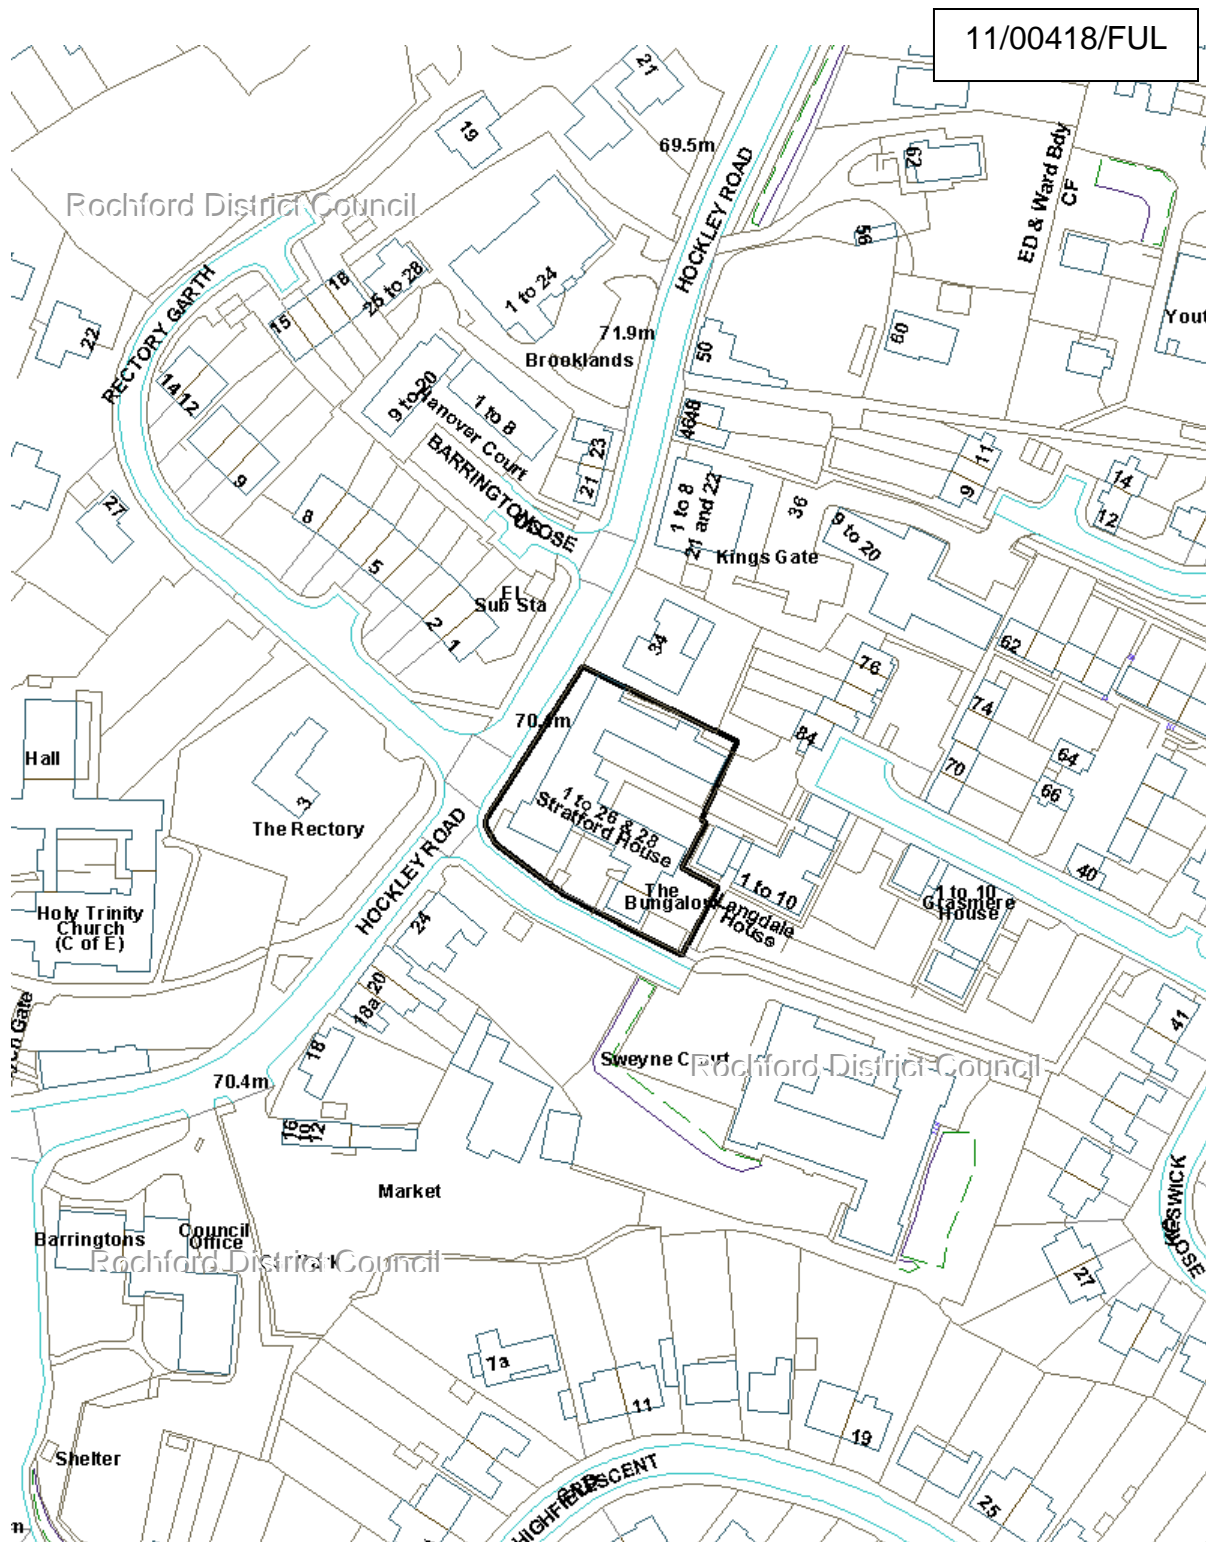 11/00418/FUL
21
19
69.5m
HOCKLEY ROAD
62
ED & Ward Bdy
CF
Rochford District Council
56
RECTORY GARTH
18
25 to 28
1 to 24
15
22
71.9m
Brooklands
50
60
Yout
14
12
9 to 20
1 to 8
Hanover Court
46
48
23
21
BARRINGTONS
CLOSE
9
11
9
14
12
27
8
5
2
1
1 to 8
21 and 22
36
9 to 20
Kings Gate
El
Sub Sta
34
76
62
84
74
70
64
66
70.4m
Hall
3
The Rectory
HOCKLEY ROAD
1 to 26 & 28
Stratford House
The
Bungalow
1 to 10
Langdale
House
40
1 to 10
Grasmere
House
Holy Trinity
Church
(C of E)
24
20
18a
18
41
Gate
Sweyne Court
Rochford District Council
70.4m
16
10
12
Market
KESWICK
CLOSE
Barringtons
Council
Office
Rochford District Council
27
7a
11
19
25
Shelter
HIGHFIELD
CRESCENT
m